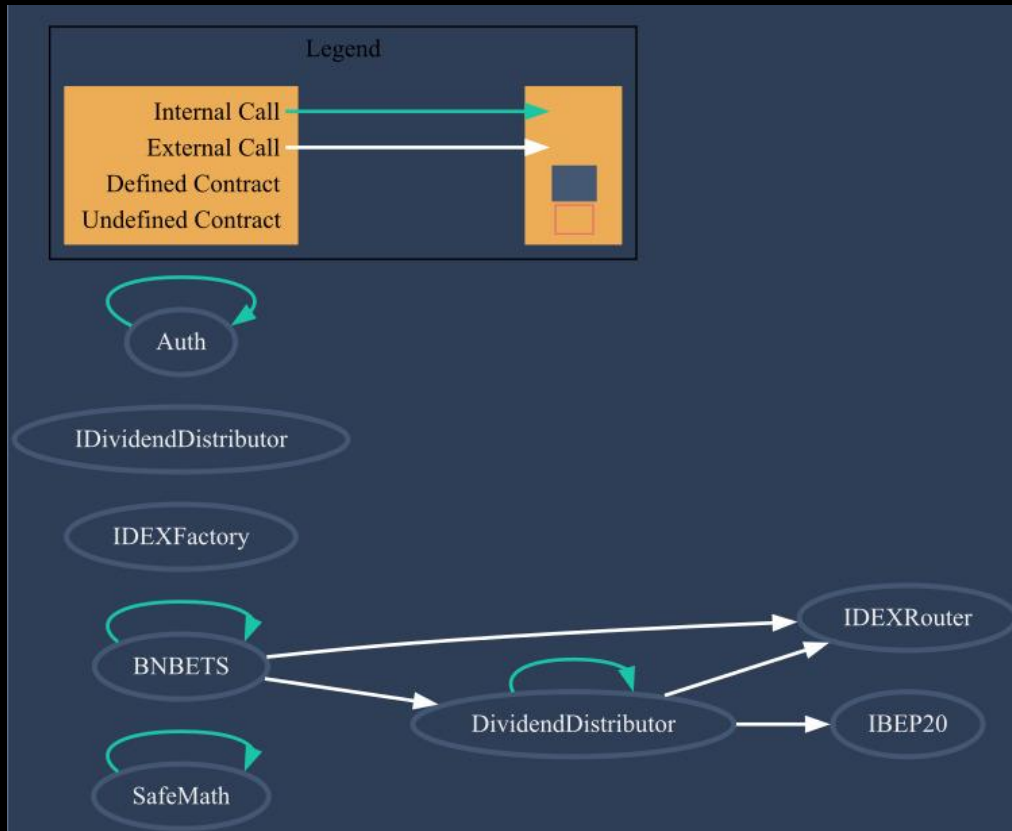 Legend
Internal Call
External Call
Defined Contract
Undefined Contract
Auth
IDividendDistributor
IDEXFactory
BNBETS
IDEXRouter
DividendDistributor
IBEP20
SafeMath